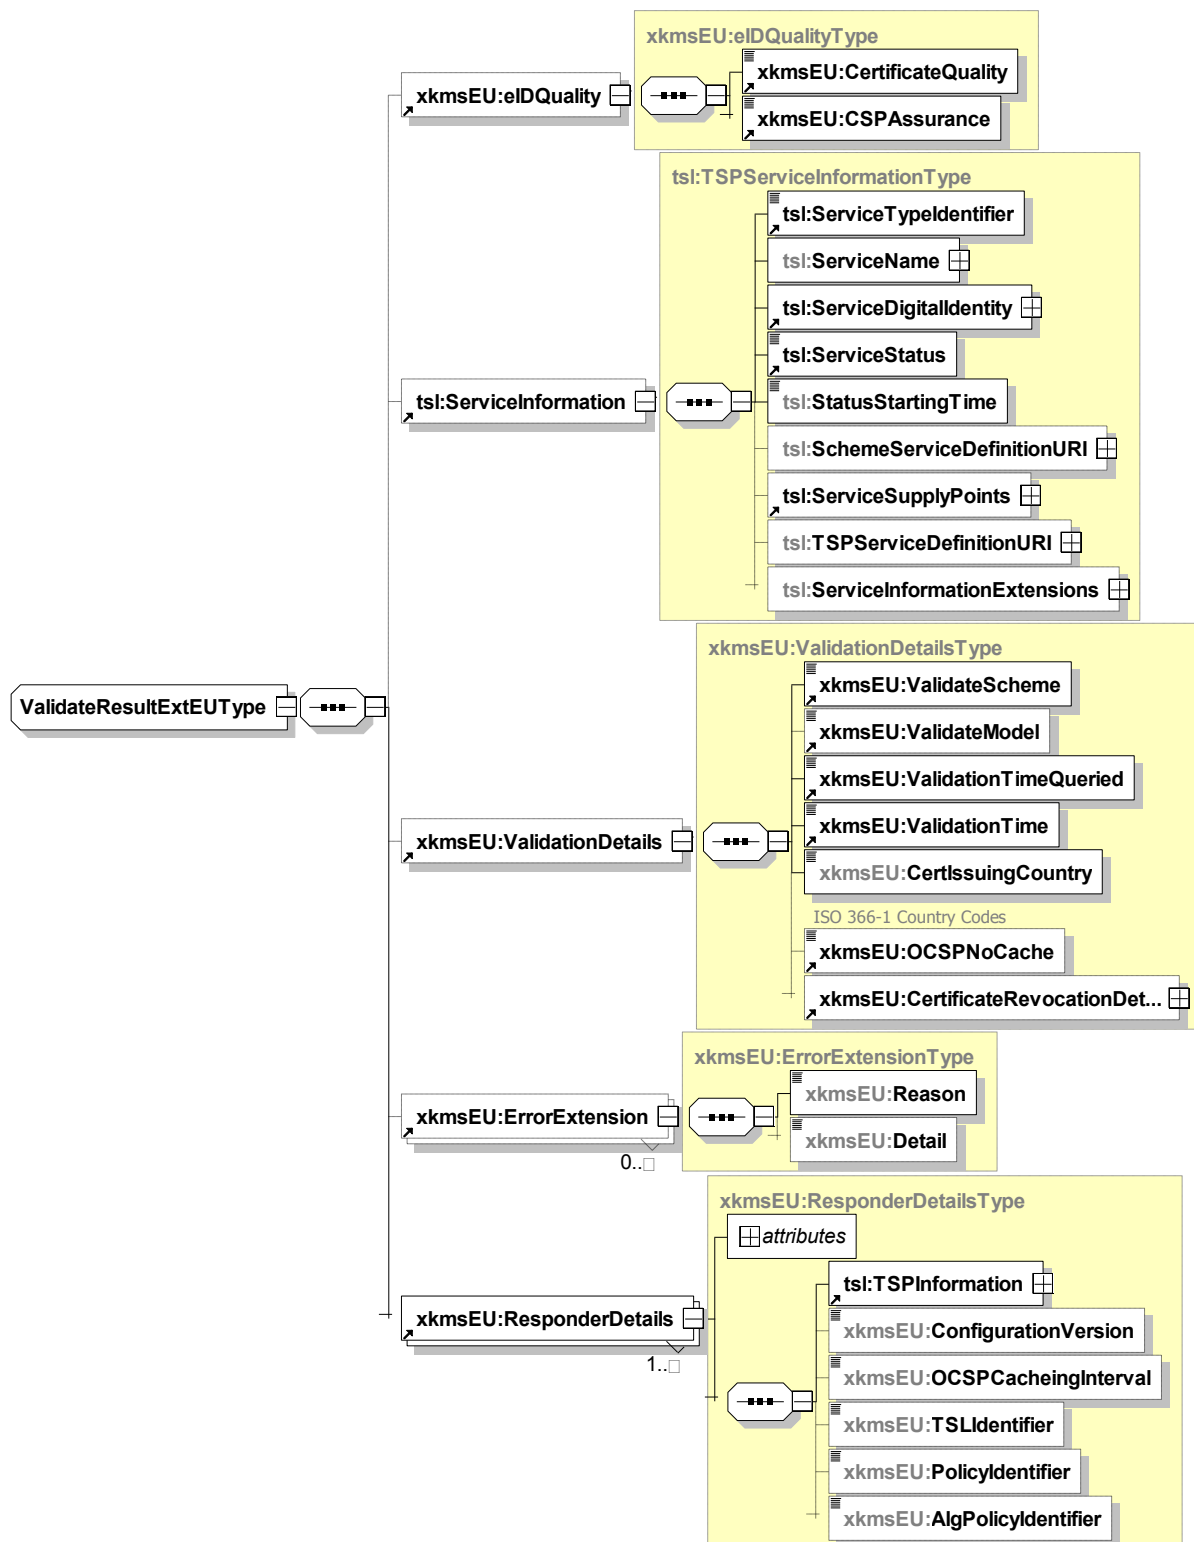 xkmsEU:eIDQualityType
xkmsEU:eIDQuality
xkmsEU:CertificateQuality
xkmsEU:CSPAssurance
tsl:TSPServiceInformationType
tsl:ServiceInformation
tsl:ServiceTypeIdentifier
tsl:ServiceName
tsl:ServiceDigitalIdentity
tsl:ServiceStatus
tsl:StatusStartingTime
tsl:SchemeServiceDefinitionURI
tsl:ServiceSupplyPoints
tsl:TSPServiceDefinitionURI
tsl:ServiceInformationExtensions
ValidateResultExtEUType
xkmsEU:ValidationDetailsType
xkmsEU:ValidationDetails
xkmsEU:ValidateScheme
xkmsEU:ValidateModel
xkmsEU:ValidationTimeQueried
xkmsEU:ValidationTime
xkmsEU:CertIssuingCountry
ISO 366-1 Country Codes
xkmsEU:OCSPNoCache
xkmsEU:CertificateRevocationDet...
xkmsEU:ErrorExtensionType
xkmsEU:ErrorExtension
0..□
xkmsEU:Reason
xkmsEU:Detail
xkmsEU:ResponderDetailsType
xkmsEU:ResponderDetails
1..□
attributes
tsl:TSPInformation
xkmsEU:ConfigurationVersion
xkmsEU:OCSPCacheingInterval
xkmsEU:TSLIdentifier
xkmsEU:PolicyIdentifier
xkmsEU:AlgPolicyIdentifier